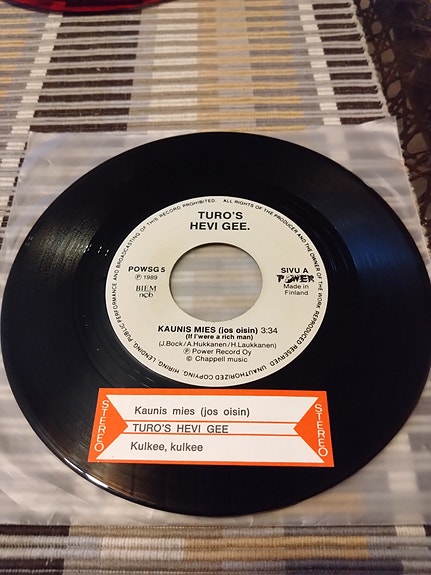 ALL RIGHTS OF THE PRODUCER AND THE OWNER OF THE WORK REPRODUCED RESERVED. UNAUTHORIZED COPYING, HIRING, LENDING, PUBLIC PERFORMANCE AND BROADCASTING OF THIS RECORD PROHIBITED.
TURO'S
HEVI GEE.
POWSG 5
℗ 1989
BIEM
ncb
SIVU A
POWER
Made in
Finland
KAUNIS MIES (jos oisin) 3:34
(If I'were a rich man)
(J.Bock/A.Hukkanen/H.Laukkanen)
℗ Power Record Oy
© Chappell music
STEREO
Kaunis mies (jos oisin)
TURO'S HEVI GEE
Kulkee, kulkee
STEREO